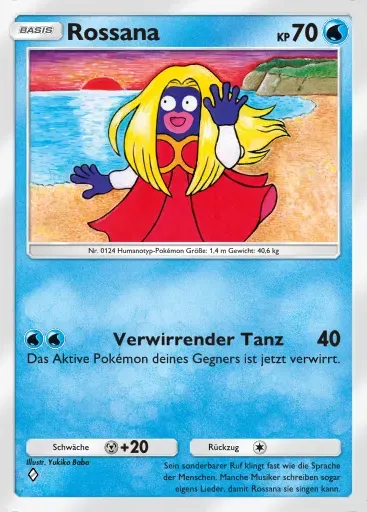 BASIS Rossana KP 70
Nr. 0124 Humanotyp-Pokémon Größe: 1,4 m Gewicht: 40,6 kg
Verwirrender Tanz 40
Das Aktive Pokémon deines Gegners ist jetzt verwirrt.
Schwäche +20 Rückzug
Illustr. Yukiko Baba
Sein sonderbarer Ruf klingt fast wie die Sprache
der Menschen. Manche Musiker schreiben sogar
eigens Lieder, damit Rossana sie singen kann.